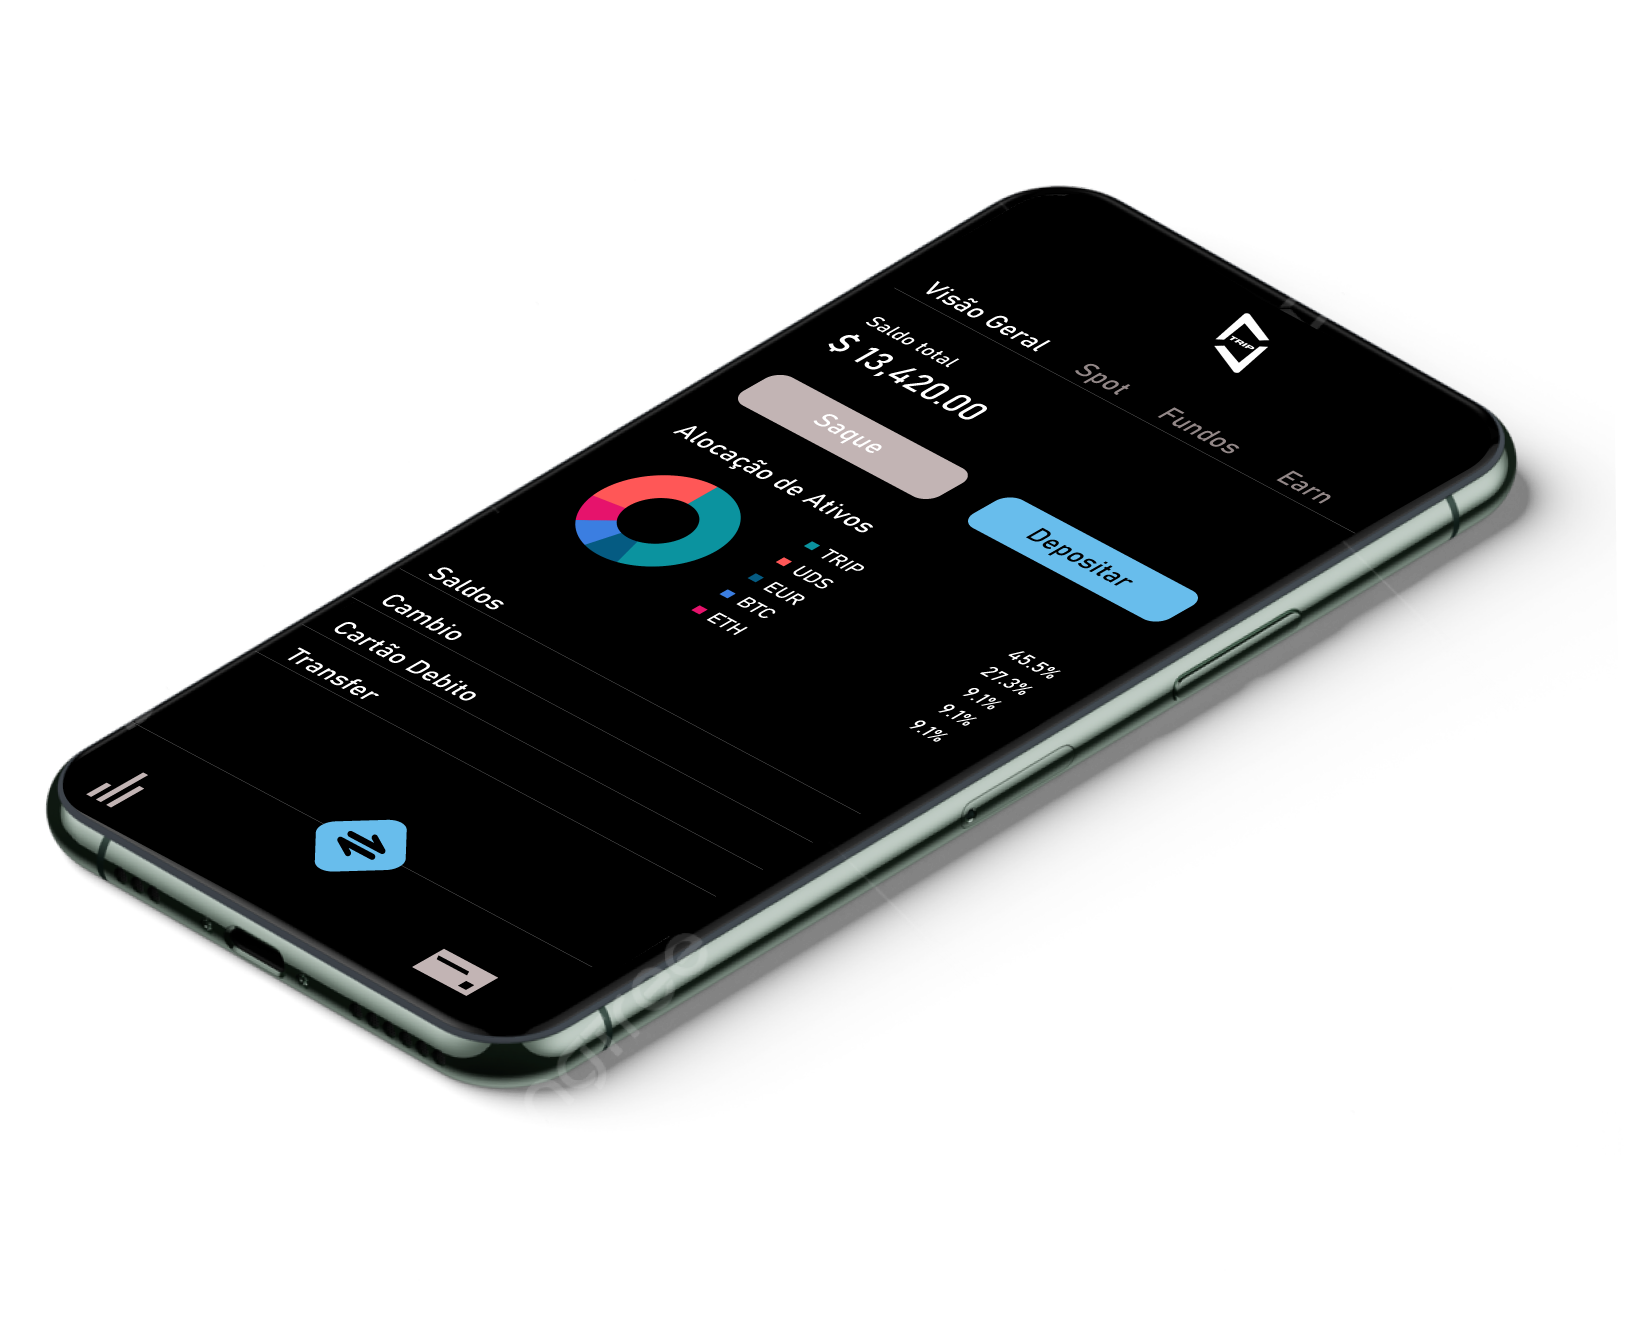 TRIP
Visão Geral Spot Fundos Earn
Saldo total
$ 13,420.00
Saque Depositar
Alocação de Ativos
TRIP 45.5%
UDS 27.3%
EUR 9.1%
BTC 9.1%
ETH 9.1%
Saldos
Cambio
Cartão Debito
Transfer